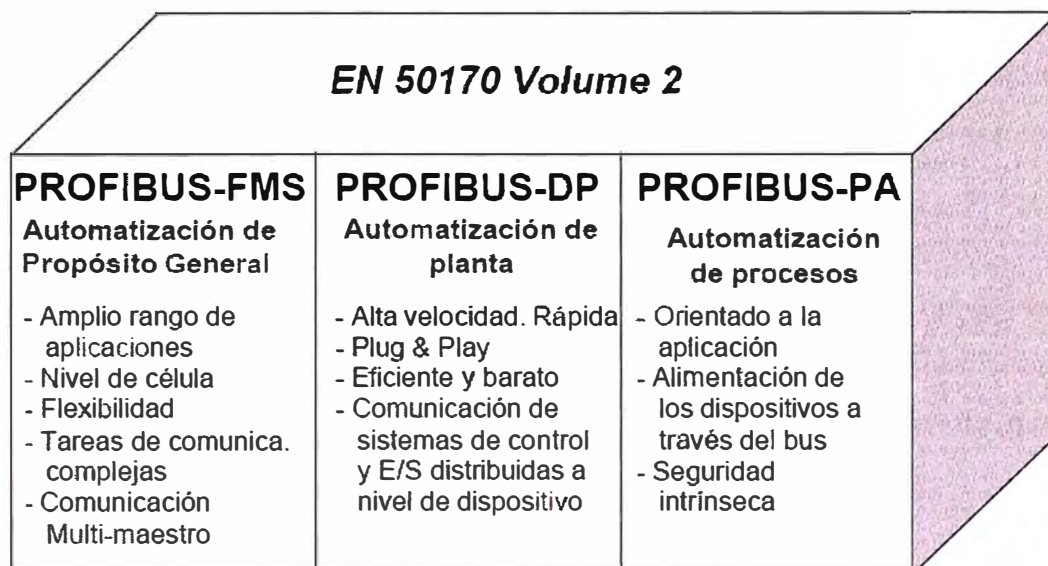 EN 50170 Volume 2
PROFIBUS-FMS
Automatización de
Propósito General
- Amplio rango de
aplicaciones
- Nivel de célula
- Flexibilidad
- Tareas de comunica.
complejas
- Comunicación
Multi-maestro
PROFIBUS-DP
Automatización de
planta
- Alta velocidad. Rápida
- Plug & Play
- Eficiente y barato
- Comunicación de
sistemas de control
y E/S distribuidas a
nivel de dispositivo
PROFIBUS-PA
Automatización
de procesos
- Orientado a la
aplicación
- Alimentación de
los dispositivos a
través del bus
- Seguridad
intrínseca